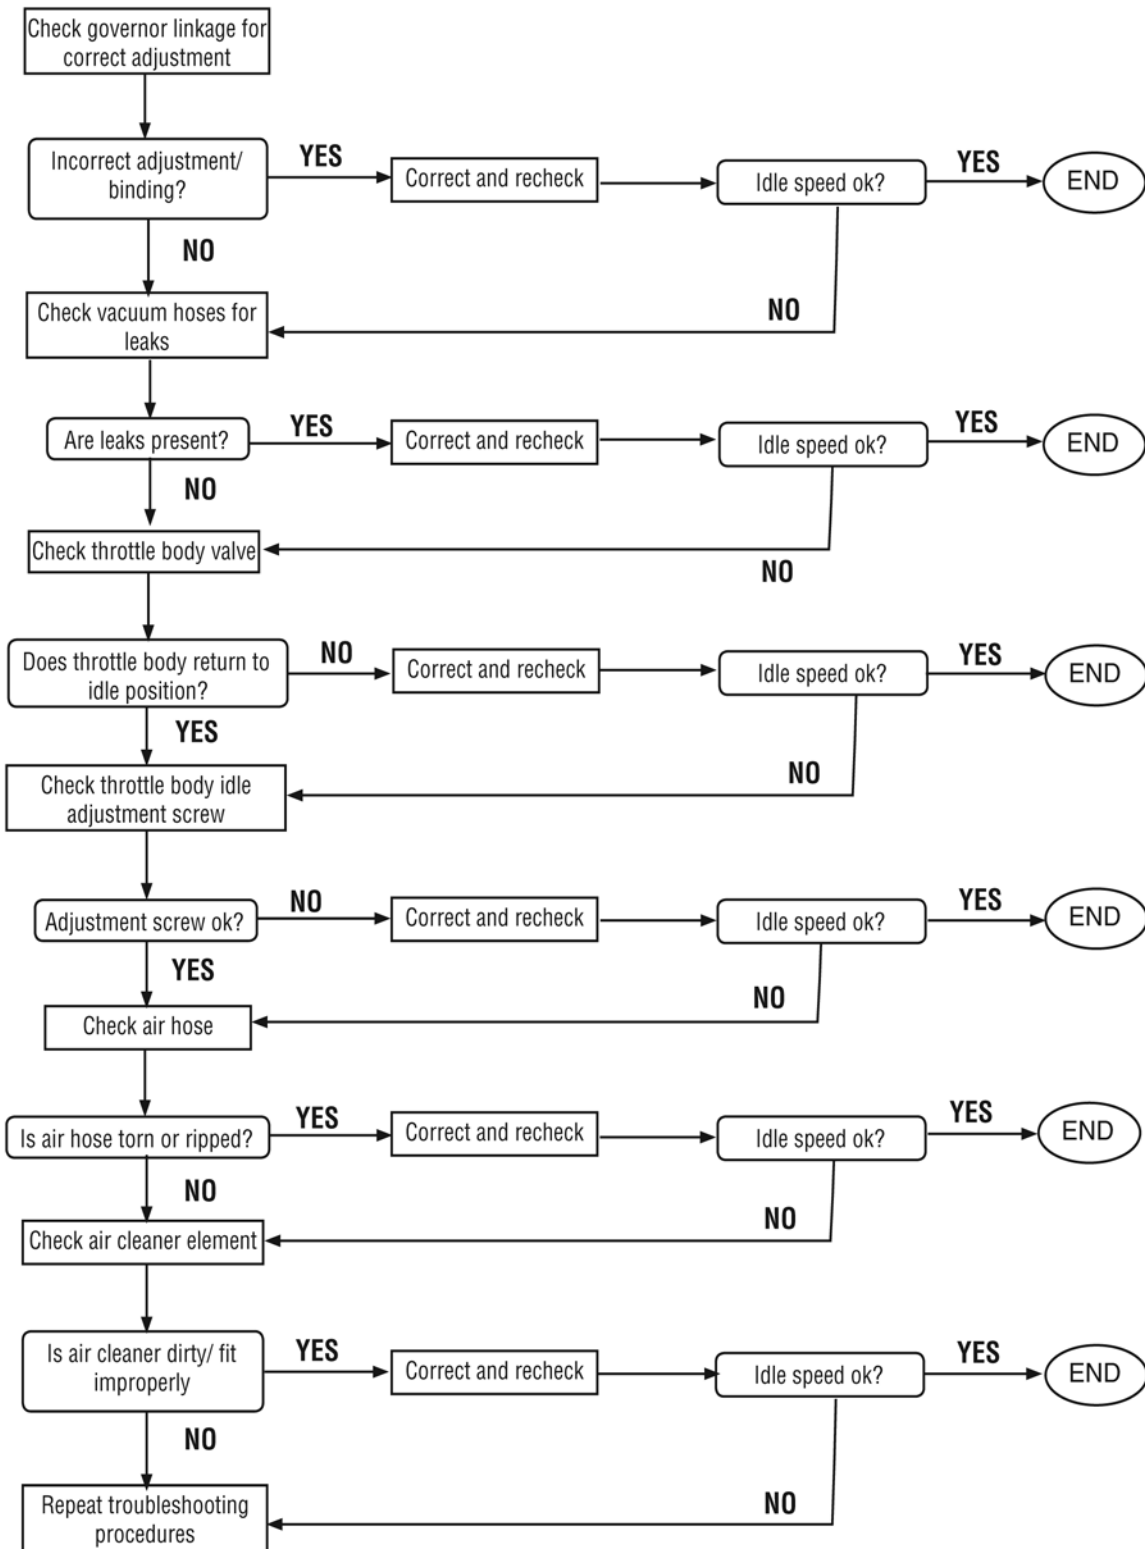 Check governor linkage for
correct adjustment
Incorrect adjustment/
binding?
YES
Correct and recheck
Idle speed ok?
YES
END
NO
NO
Check vacuum hoses for
leaks
Are leaks present?
YES
Correct and recheck
Idle speed ok?
YES
END
NO
Check throttle body valve
NO
Does throttle body return to
idle position?
NO
Correct and recheck
Idle speed ok?
YES
END
YES
NO
Check throttle body idle
adjustment screw
Adjustment screw ok?
NO
Correct and recheck
Idle speed ok?
YES
END
YES
NO
Check air hose
Is air hose torn or ripped?
YES
Correct and recheck
Idle speed ok?
YES
END
NO
NO
Check air cleaner element
Is air cleaner dirty/ fit
improperly
YES
Correct and recheck
Idle speed ok?
YES
END
NO
NO
Repeat troubleshooting
procedures